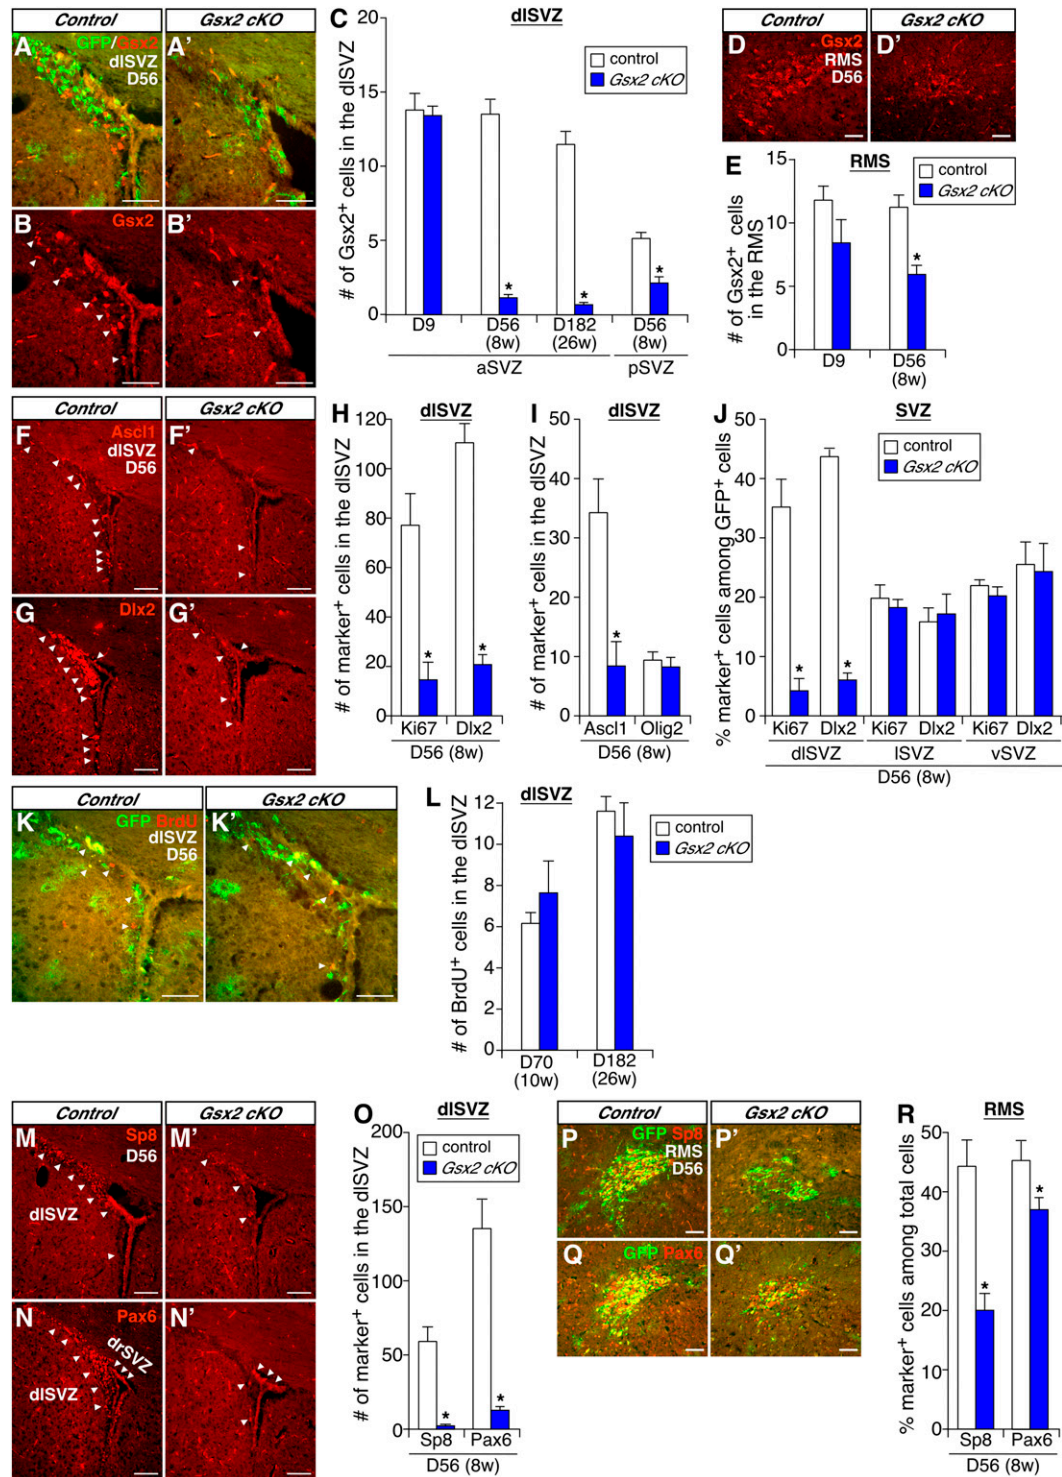 Control
Gsx2 cKO
A
GFP/Gsx2
dlSVZ
D56
A'
B
Gsx2
B'
C
dlSVZ
control
Gsx2 cKO
# of Gsx2+ cells in the dlSVZ
20
15
10
5
0
*
*
*
D9
D56
(8w)
D182
(26w)
D56
(8w)
aSVZ
pSVZ
D
Gsx2
RMS
D56
D'
E
RMS
control
Gsx2 cKO
# of Gsx2+ cells
in the RMS
15
10
5
0
*
D9
D56
(8w)
Control
Gsx2 cKO
F
Ascl1
dlSVZ
D56
F'
G
Dlx2
G'
H
dlSVZ
# of marker+ cells in the dlSVZ
120
100
80
60
40
20
0
*
*
Ki67
Dlx2
D56 (8w)
I
dlSVZ
# of marker+ cells in the dlSVZ
50
40
30
20
10
0
*
Ascl1
Olig2
D56 (8w)
J
SVZ
control
Gsx2 cKO
% marker+ cells among GFP+ cells
50
40
30
20
10
0
*
*
Ki67
Dlx2
Ki67
Dlx2
Ki67
Dlx2
dlSVZ
lSVZ
vSVZ
D56 (8w)
Control
Gsx2 cKO
K
GFP BrdU
dlSVZ
D56
K'
L
dlSVZ
control
Gsx2 cKO
# of BrdU+ cells in the dlSVZ
12
10
8
6
4
2
0
D70
(10w)
D182
(26w)
Control
Gsx2 cKO
M
Sp8
D56
dlSVZ
M'
N
Pax6
drSVZ
dlSVZ
N'
O
dlSVZ
control
Gsx2 cKO
# of marker+ cells in the dlSVZ
200
150
100
50
0
*
*
Sp8
Pax6
D56 (8w)
Control
Gsx2 cKO
P
GFP Sp8
RMS
D56
P'
Q
GFP Pax6
Q'
R
RMS
% marker+ cells among total cells
50
40
30
20
10
0
*
*
Sp8
Pax6
D56 (8w)